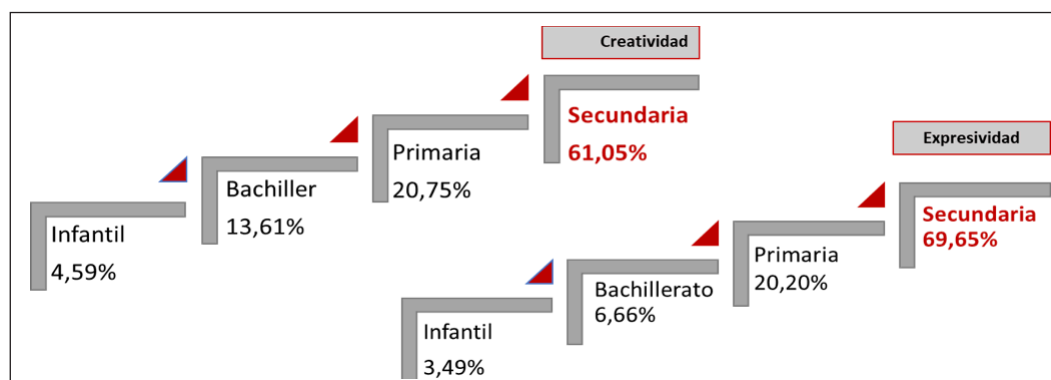 Creatividad
Secundaria
61,05%
Primaria
20,75%
Bachiller
13,61%
Infantil
4,59%
Expresividad
Secundaria
69,65%
Primaria
20,20%
Bachillerato
6,66%
Infantil
3,49%